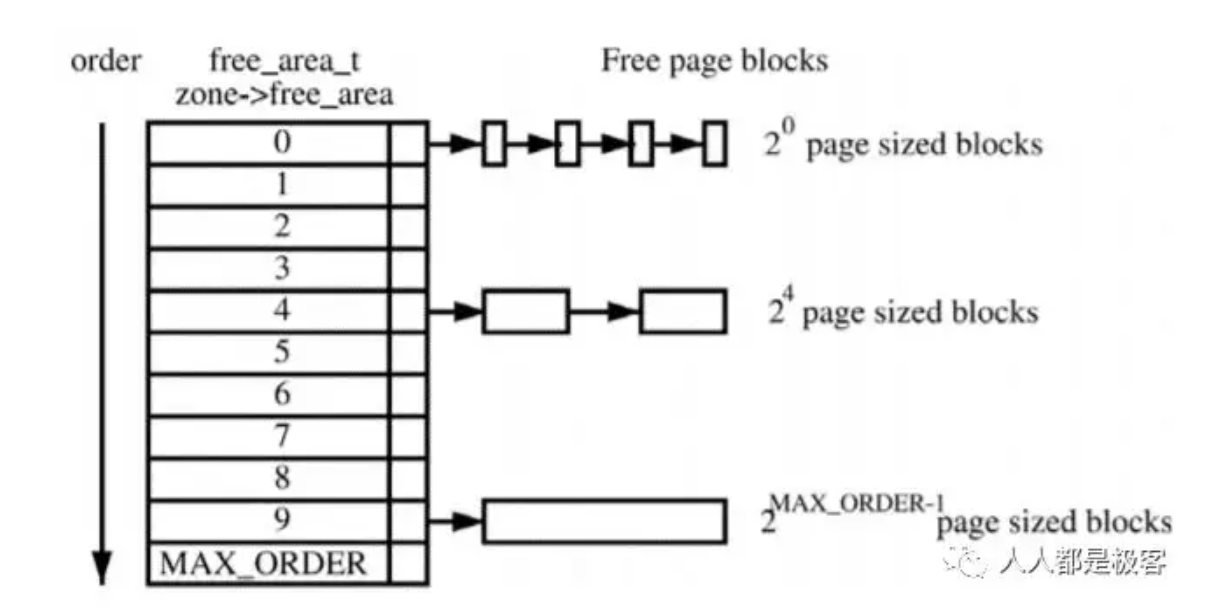 order free_area_t Free page blocks
zone->free_area
0 2^0 page sized blocks
1
2
3
4 2^4 page sized blocks
5
6
7
8
9 2^MAX_ORDER-1 page sized blocks
MAX_ORDER
人人都是极客